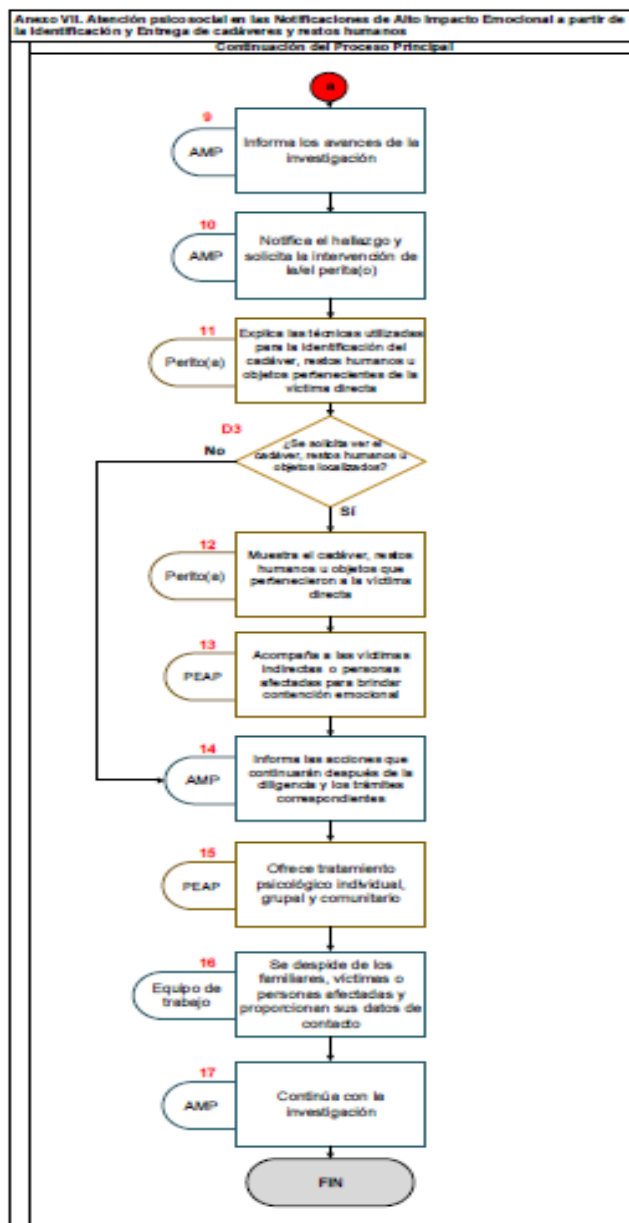 Anexo VII. Atención psicosocial en las Notificaciones de Alto Impacto Emocional a partir de
la Identificación y Entrega de cadáveres y restos humanos
Continuación del Proceso Principal
a
9
AMP
Informa los avances de la
investigación
10
AMP
Notifica el hallazgo y
solicita la intervención de
la/el perita(o)
11
Perito(a)
Explica las técnicas utilizadas
para la identificación del
cadáver, restos humanos u
objetos pertenecientes de la
víctima directa
D3
No
¿Se solicita ver el
cadáver, restos humanos u
objetos localizados?
Sí
12
Perito(a)
Muestra el cadáver, restos
humanos u objetos que
pertenecieron a la víctima
directa
13
PEAP
Acompaña a las víctimas
indirectas o personas
afectadas para brindar
contención emocional
14
AMP
Informa las acciones que
continuarán después de la
diligencia y los trámites
correspondientes
15
PEAP
Ofrece tratamiento
psicológico individual,
grupal y comunitario
16
Equipo de
trabajo
Se despide de los
familiares, víctimas o
personas afectadas y
proporcionan sus datos de
contacto
17
AMP
Continúa con la
investigación
FIN